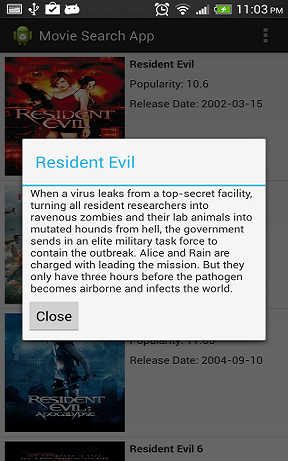 11:03 PM
Movie Search App
Resident Evil
Popularity: 10.6
Release Date: 2002-03-15
RESIDENT EVIL
Resident Evil
When a virus leaks from a top-secret facility,
turning all resident researchers into
ravenous zombies and their lab animals into
mutated hounds from hell, the government
sends in an elite military task force to
contain the outbreak. Alice and Rain are
charged with leading the mission. But they
only have three hours before the pathogen
becomes airborne and infects the world.
Close
Release Date: 2004-09-10
RESIDENT
EVIL:
APOCALYPSE
Resident Evil 6